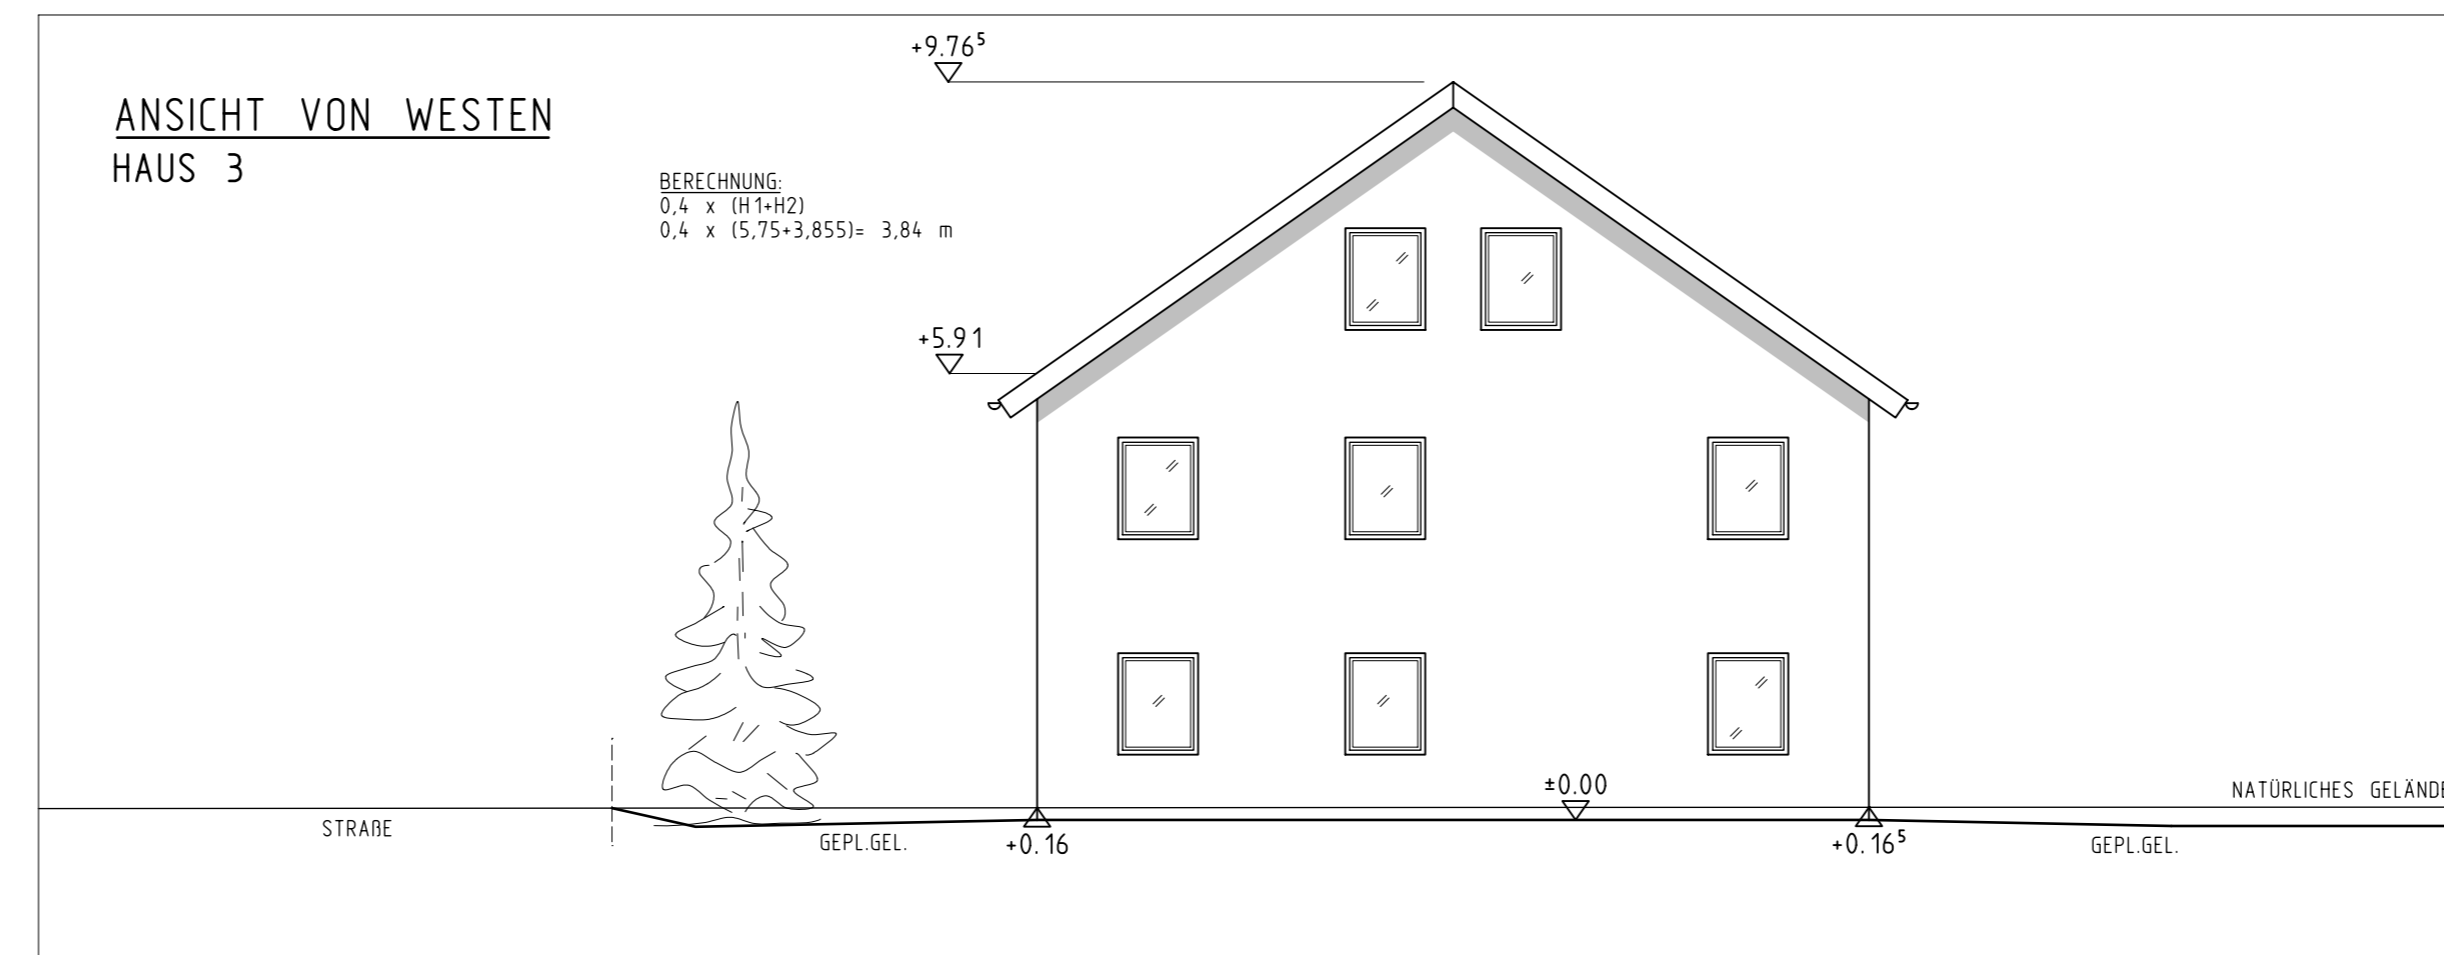 +9.76⁵
ANSICHT VON WESTEN
HAUS 3
BERECHNUNG:
0,4 x (H1+H2)
0,4 x (5,75+3,855)= 3,84 m
+5.91
±0.00
NATÜRLICHES GELÄNDE
STRAßE
GEPL.GEL.
+0.16
+0.16⁵
GEPL.GEL.